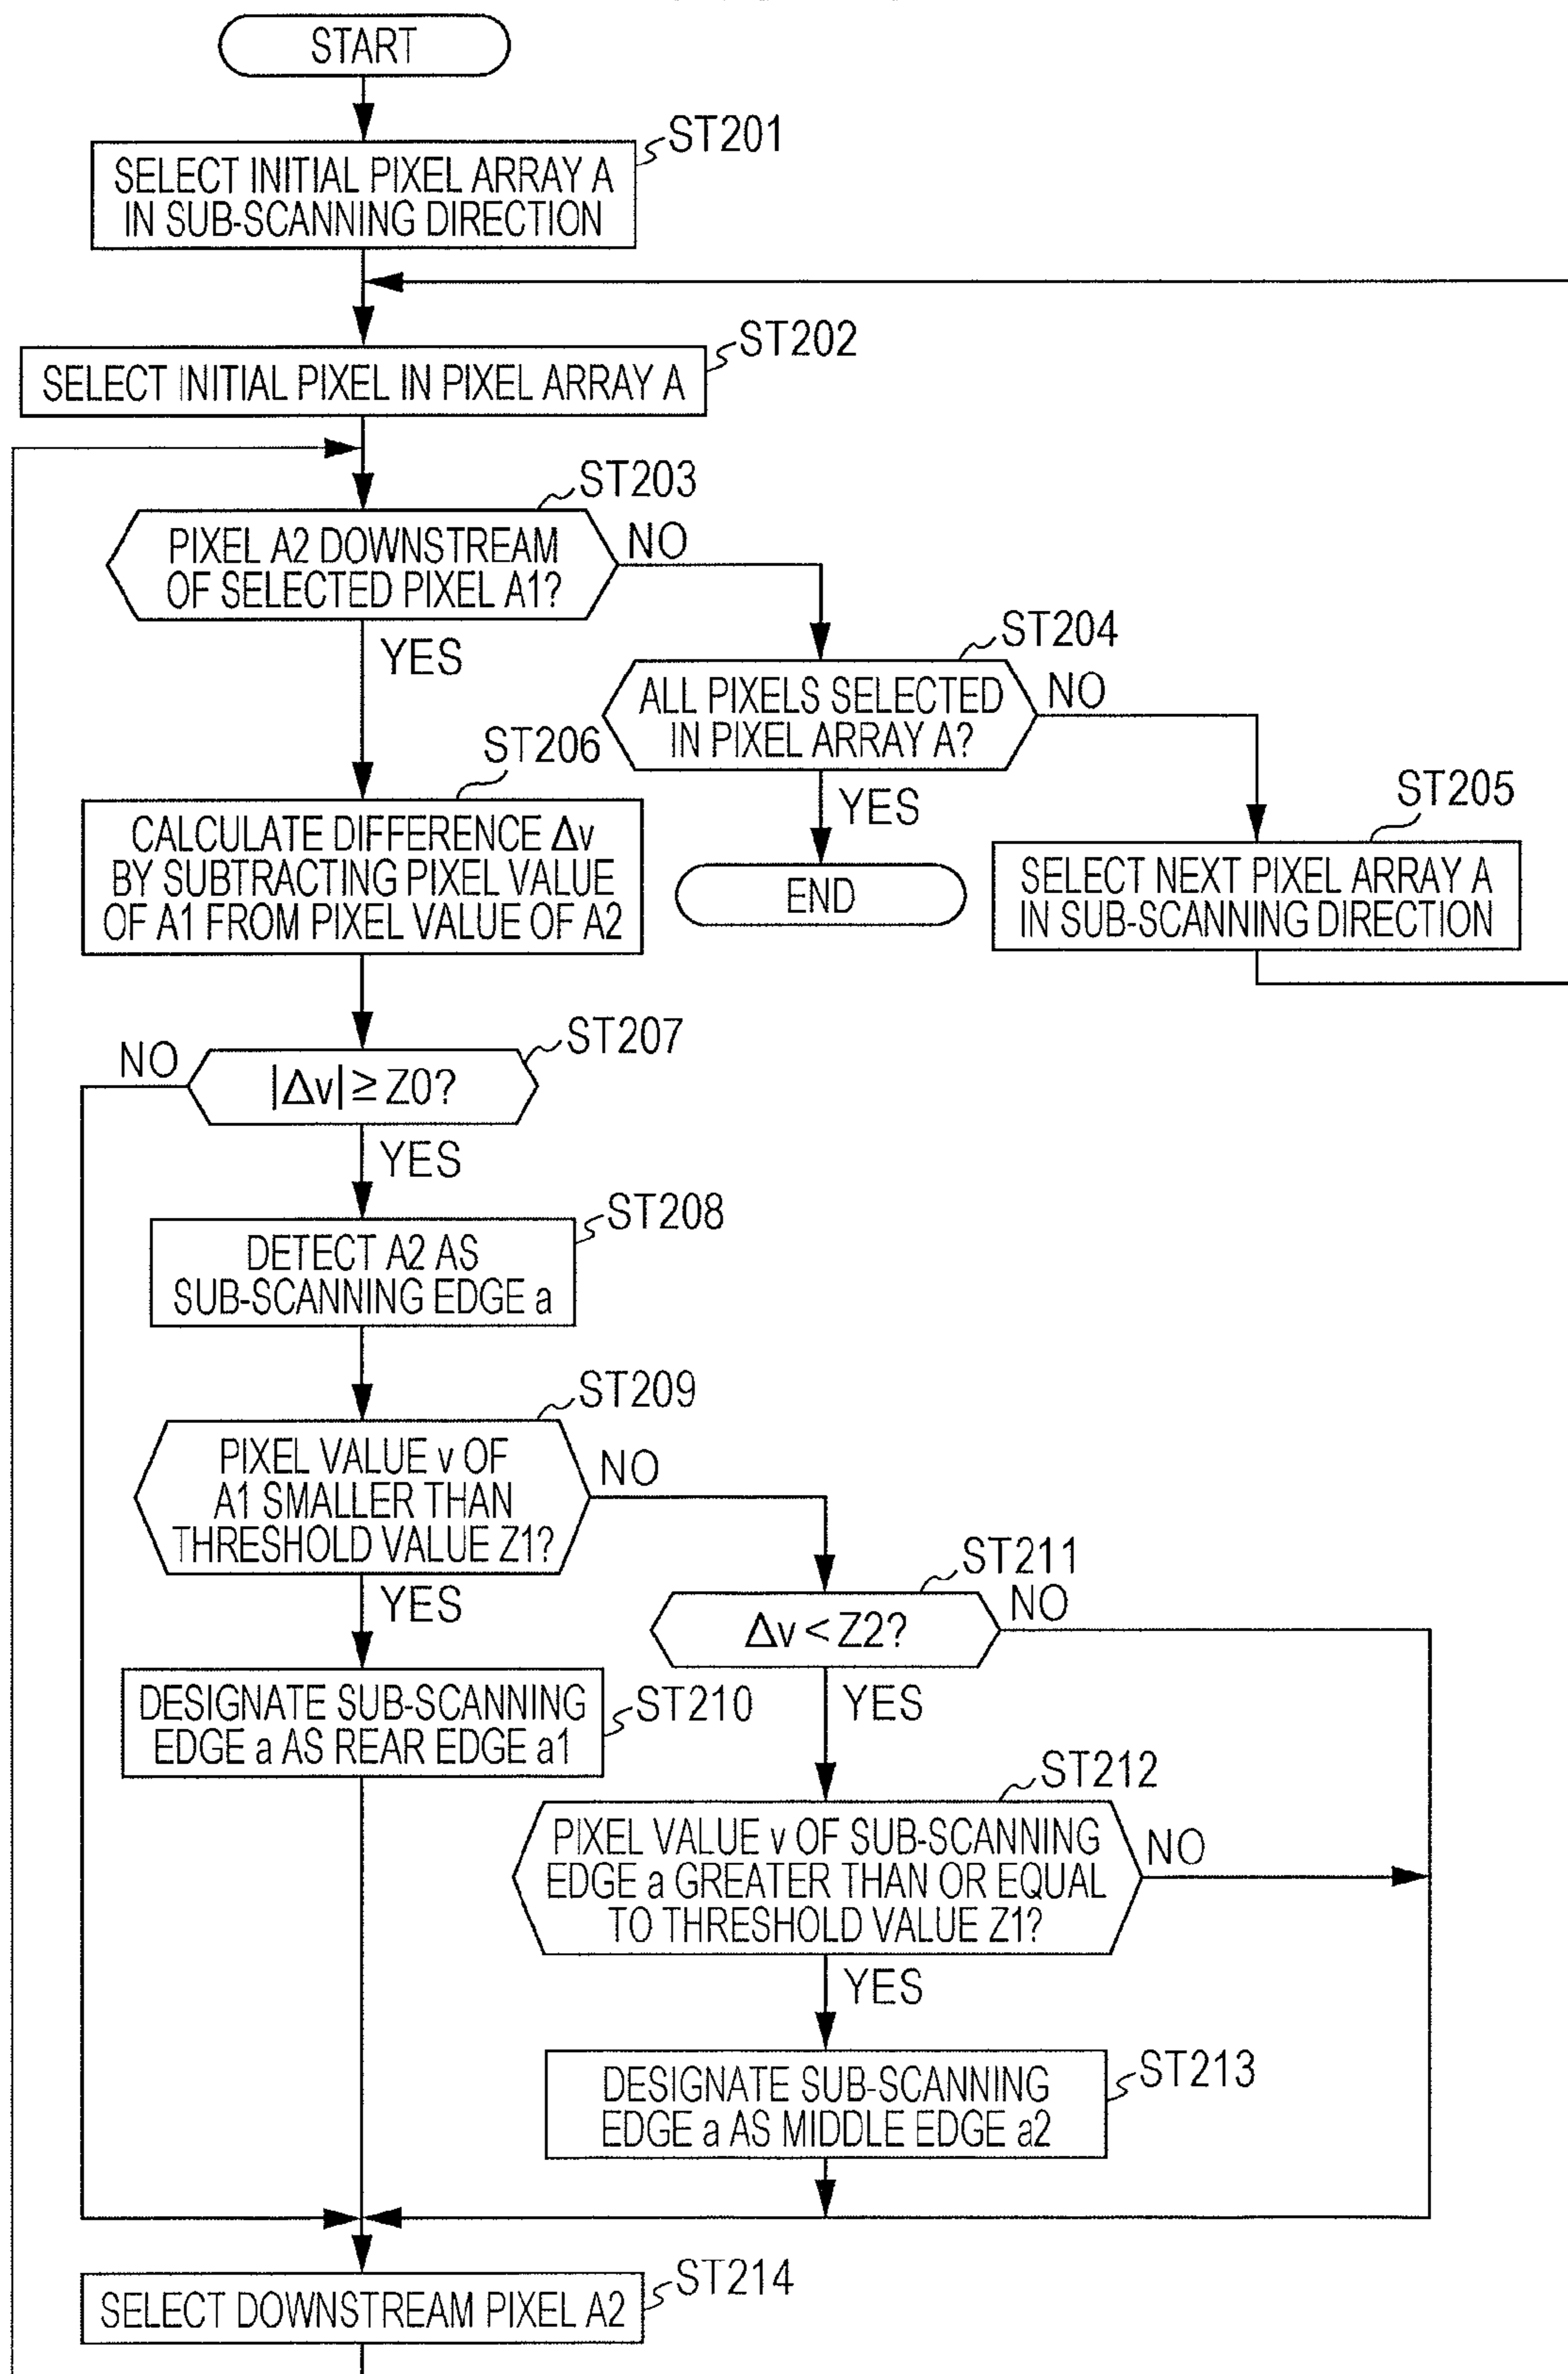 START
ST201
SELECT INITIAL PIXEL ARRAY A
IN SUB-SCANNING DIRECTION
ST202
SELECT INITIAL PIXEL IN PIXEL ARRAY A
ST203
PIXEL A2 DOWNSTREAM
OF SELECTED PIXEL A1?
NO
YES
ST204
ALL PIXELS SELECTED
IN PIXEL ARRAY A?
NO
YES
END
ST205
SELECT NEXT PIXEL ARRAY A
IN SUB-SCANNING DIRECTION
ST206
CALCULATE DIFFERENCE Δv
BY SUBTRACTING PIXEL VALUE
OF A1 FROM PIXEL VALUE OF A2
ST207
NO
|Δv| ≥ Z0?
YES
ST208
DETECT A2 AS
SUB-SCANNING EDGE a
ST209
PIXEL VALUE v OF
A1 SMALLER THAN
THRESHOLD VALUE Z1?
NO
YES
ST210
DESIGNATE SUB-SCANNING
EDGE a AS REAR EDGE a1
ST211
Δv < Z2?
NO
YES
ST212
PIXEL VALUE v OF SUB-SCANNING
EDGE a GREATER THAN OR EQUAL
TO THRESHOLD VALUE Z1?
NO
YES
ST213
DESIGNATE SUB-SCANNING
EDGE a AS MIDDLE EDGE a2
ST214
SELECT DOWNSTREAM PIXEL A2